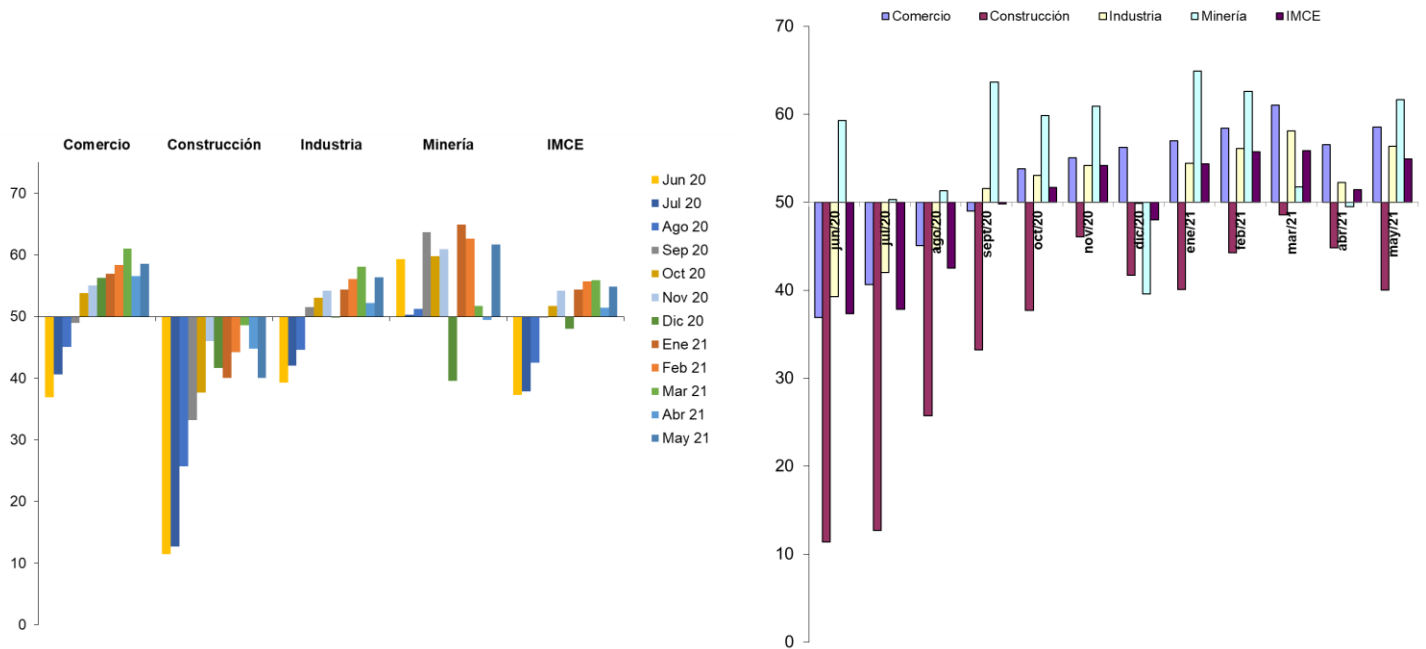 Comercio Construcción Industria Minería IMCE
70
60
50
40
30
20
10
0
Jun 20
Jul 20
Ago 20
Sep 20
Oct 20
Nov 20
Dic 20
Ene 21
Feb 21
Mar 21
Abr 21
May 21
Comercio Construcción Industria Minería IMCE
70
60
50
40
30
20
10
0
jun/20
jul/20
ago/20
sept/20
oct/20
nov/20
dic/20
ene/21
feb/21
mar/21
abr/21
may/21